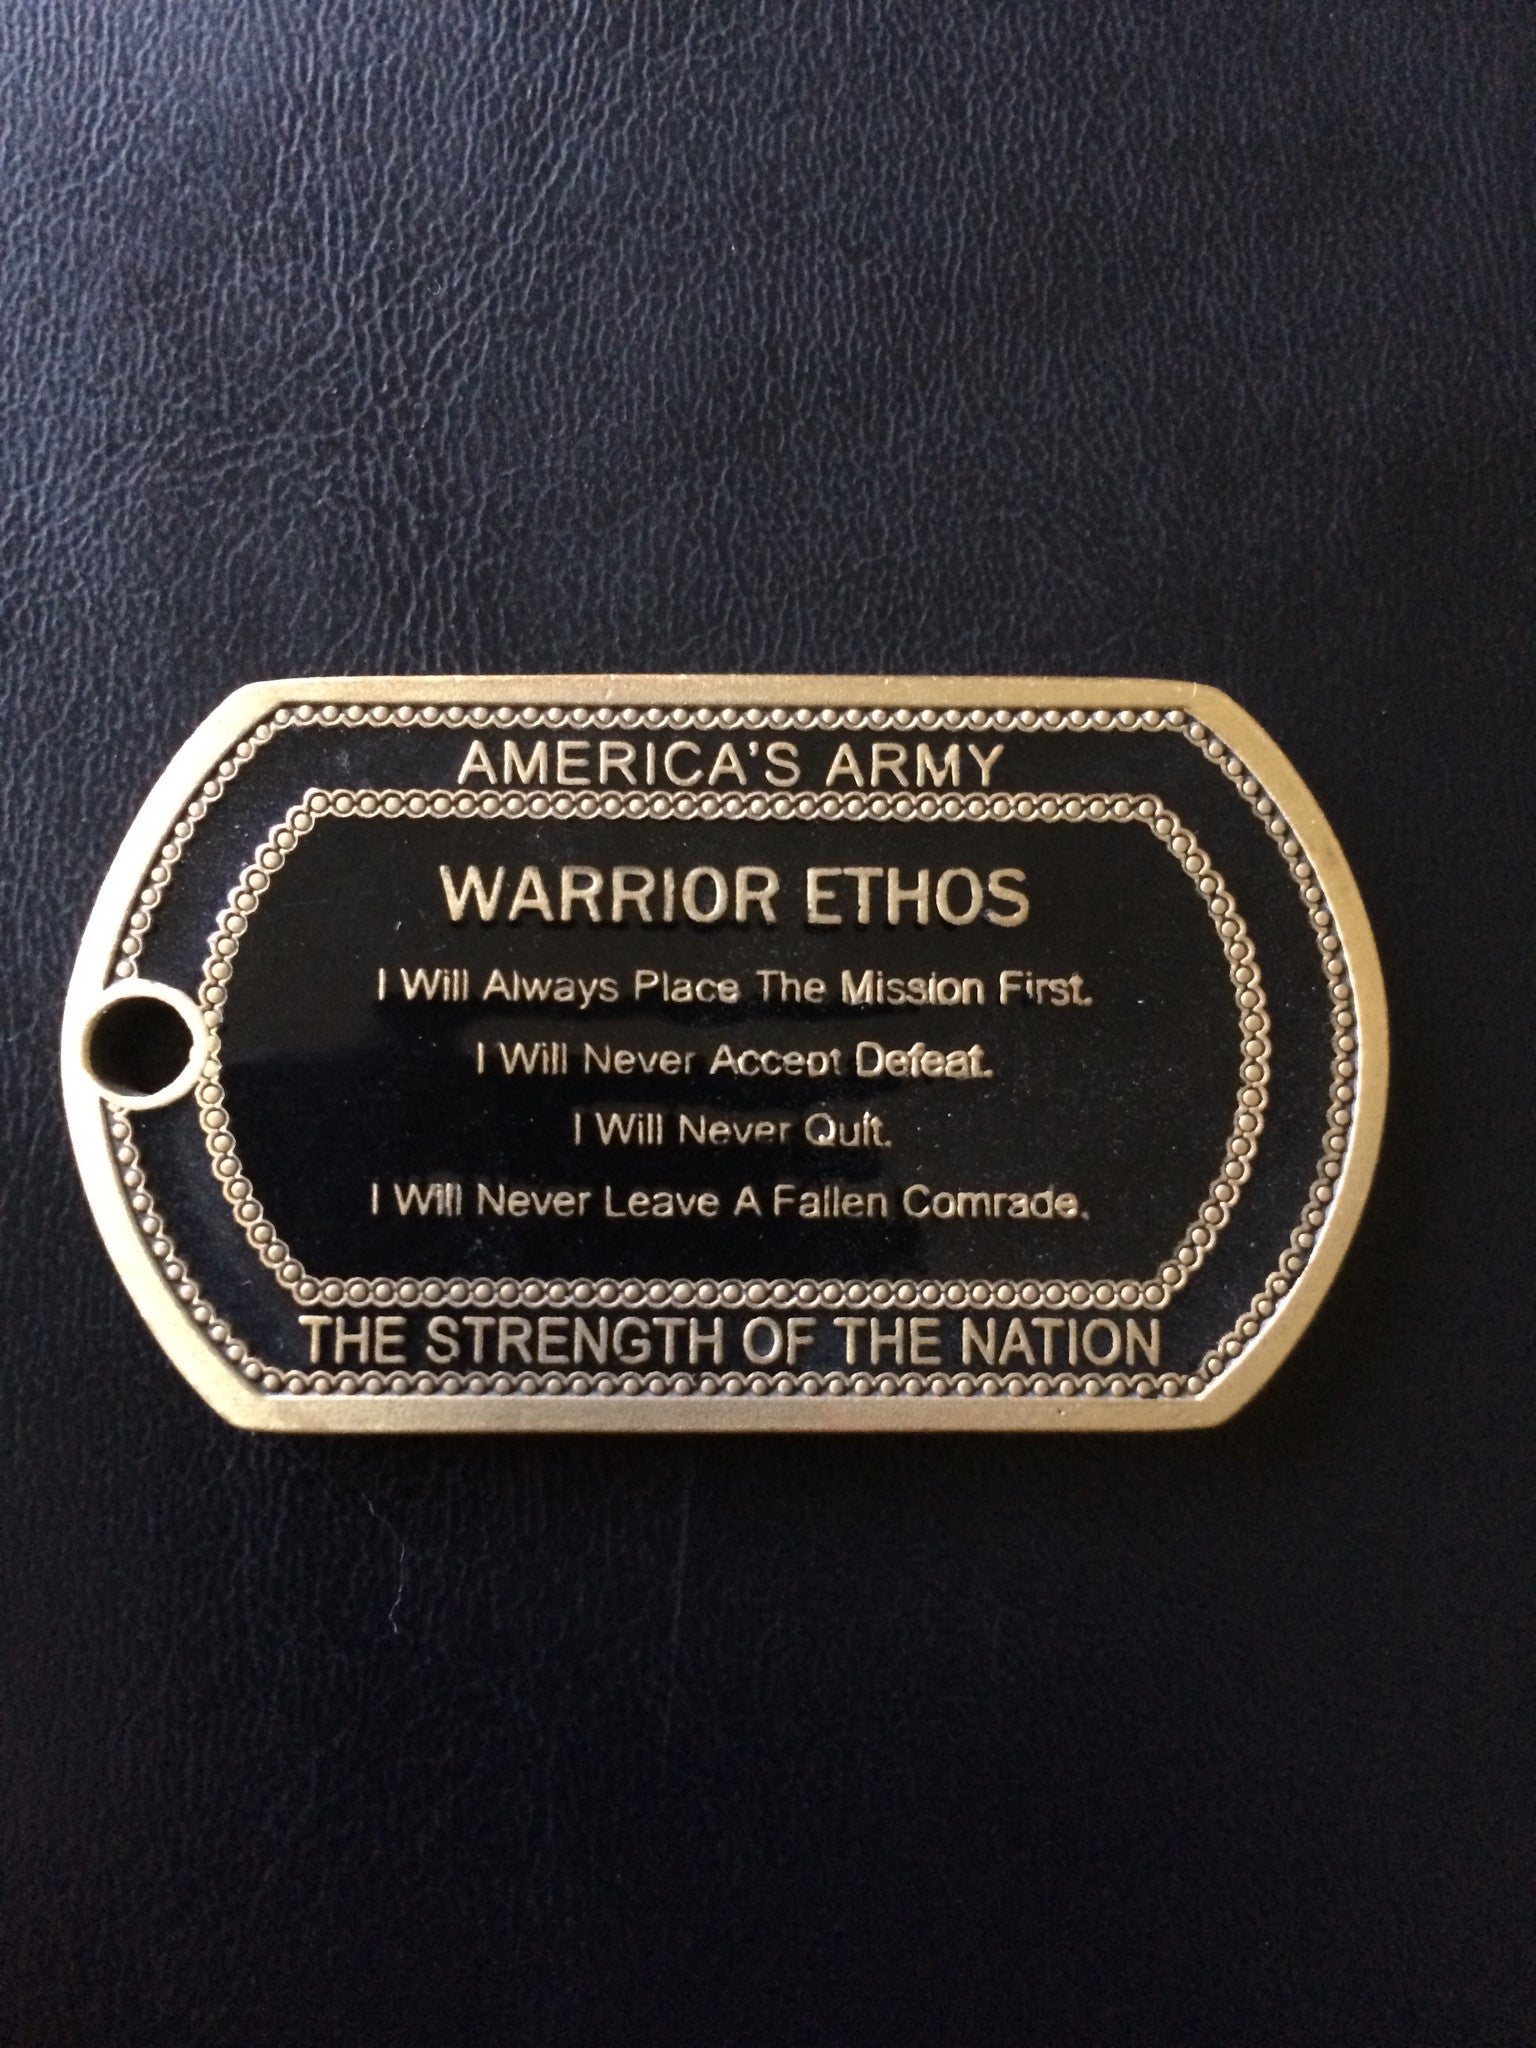 AMERICA'S ARMY
WARRIOR ETHOS
I Will Always Place The Mission First.
I Will Never Accept Defeat.
I Will Never Quit.
I Will Never Leave A Fallen Comrade.
THE STRENGTH OF THE NATION